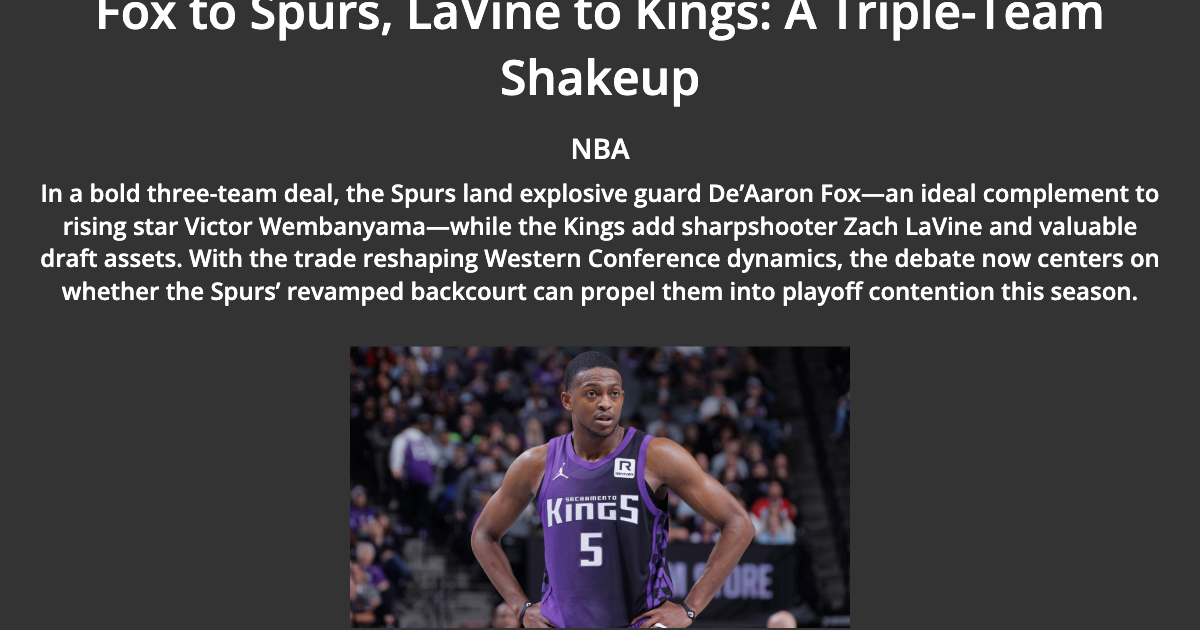 Fox to Spurs, LaVine to Kings: A Triple-Team
Shakeup
NBA
In a bold three-team deal, the Spurs land explosive guard De’Aaron Fox—an ideal complement to
rising star Victor Wembanyama—while the Kings add sharpshooter Zach LaVine and valuable
draft assets. With the trade reshaping Western Conference dynamics, the debate now centers on
whether the Spurs’ revamped backcourt can propel them into playoff contention this season.
R
SACRAMENTO
KINGS
5
M STORE